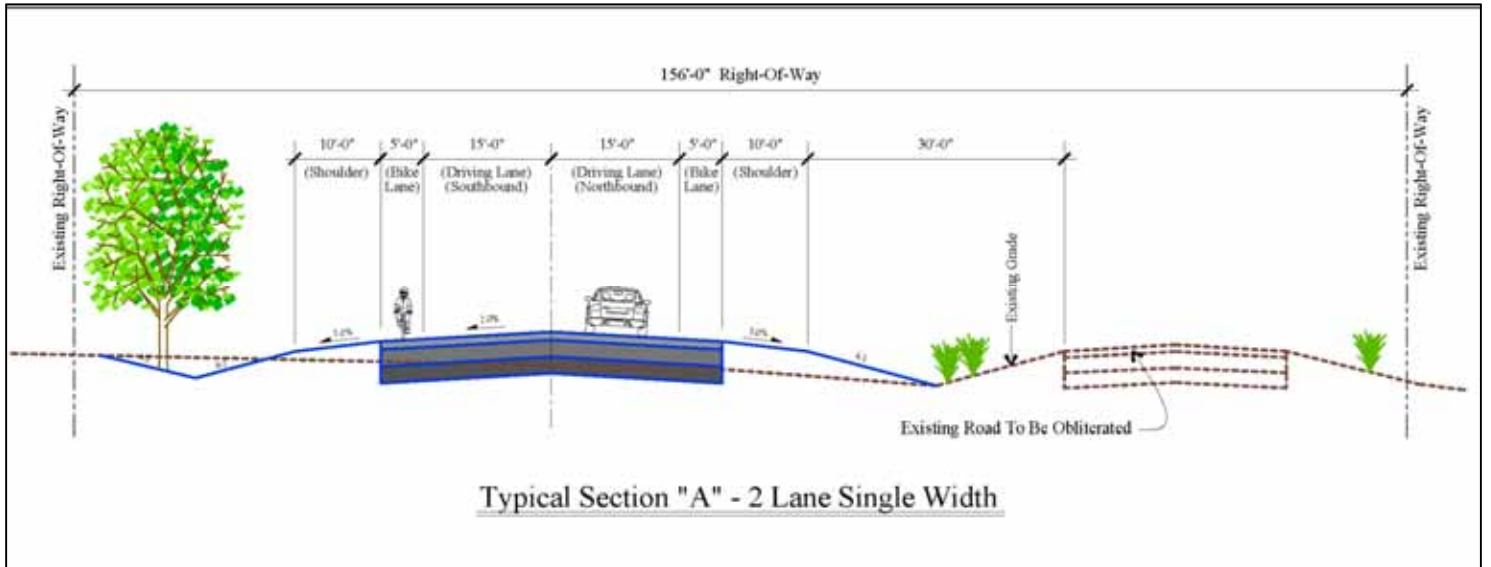 156'-0" Right-Of-Way
Existing Right-Of-Way
Existing Right-Of-Way
10'-0" 5'-0" 15'-0" 15'-0" 5'-0" 10'-0" 30'-0"
(Shoulder) (Bike Lane) (Driving Lane) (Driving Lane) (Bike Lane) (Shoulder)
(Southbound) (Northbound)
Existing Grade
2.0%
Existing Road To Be Obliterated
Typical Section "A" - 2 Lane Single Width